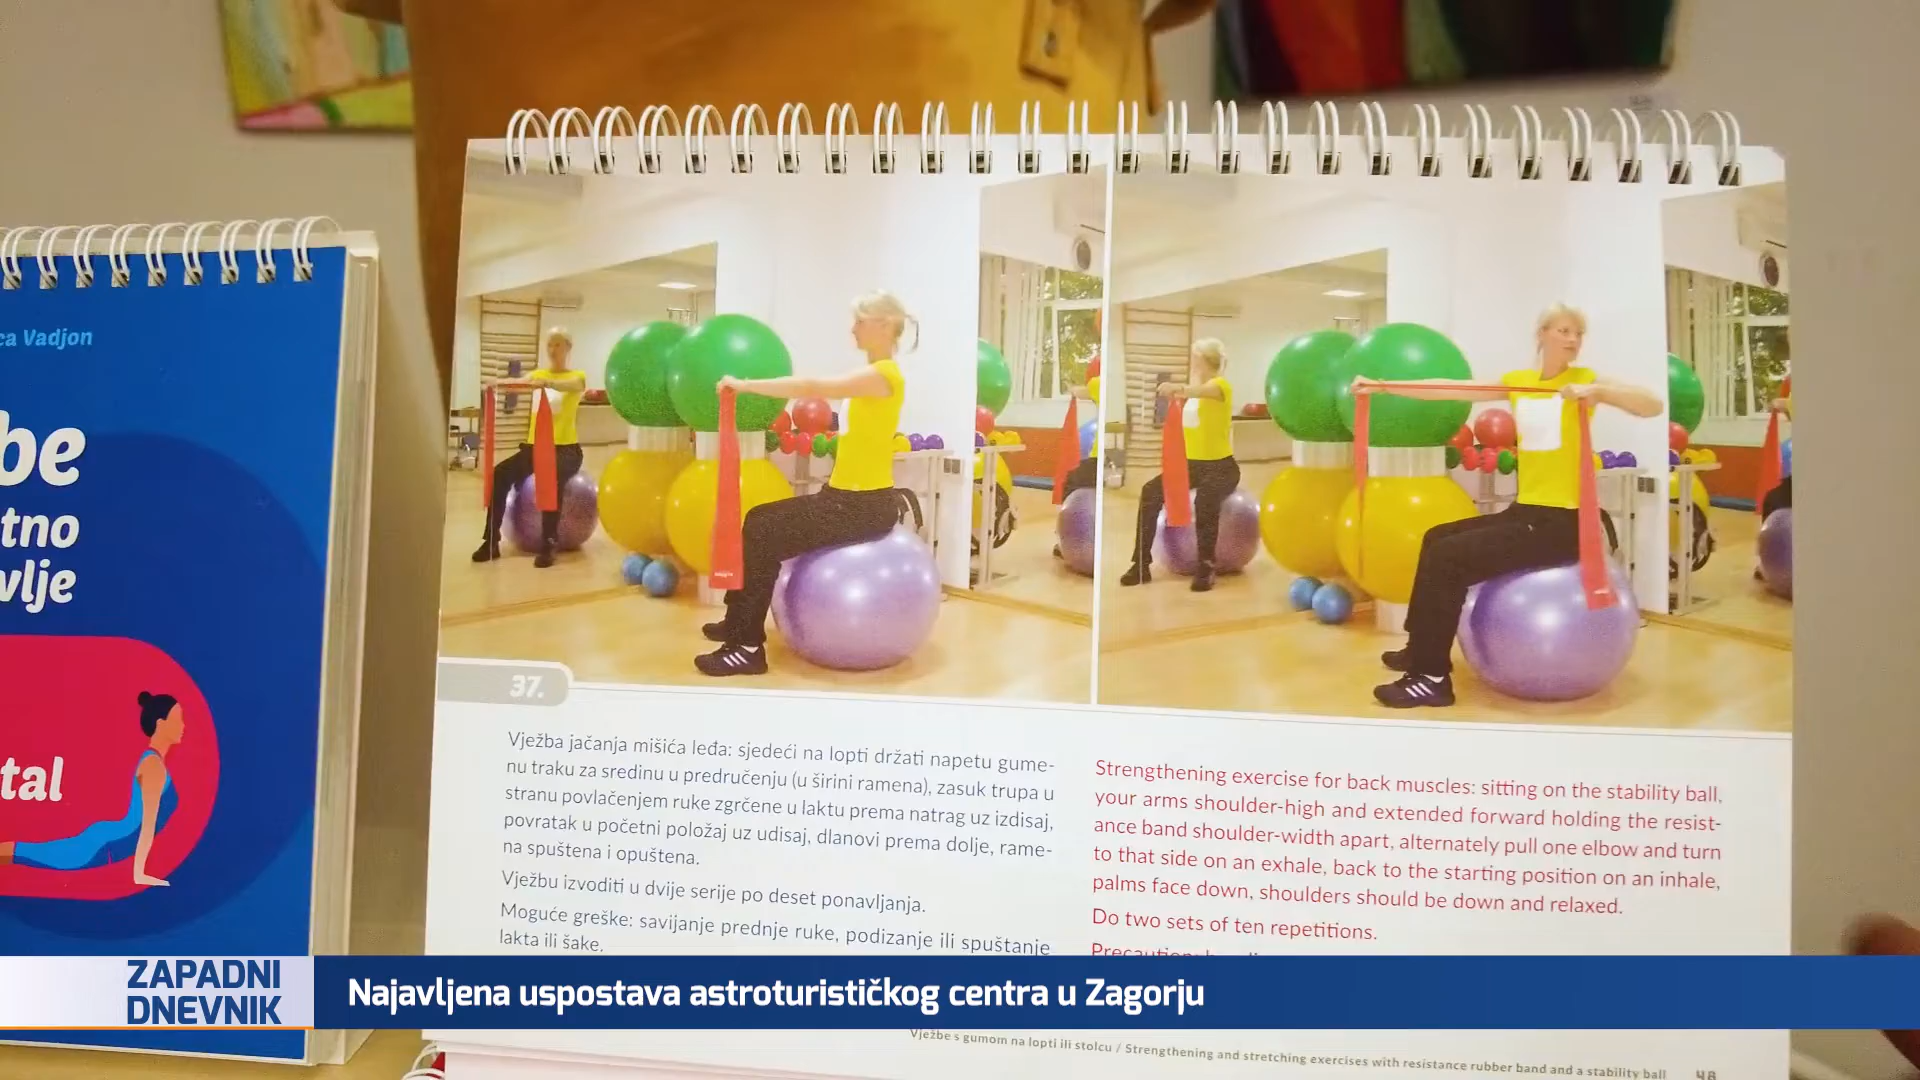 ca Vadjon
be
tno
vlje
tal
37.
Vježba jačanja mišića leđa: sjedeći na lopti držati napetu gume-
nu traku za sredinu u predručenju (u širini ramena), zasuk trupa u
stranu povlačenjem ruke zgrčene u laktu prema natrag uz izdisaj,
povratak u početni položaj uz udisaj, dlanovi prema dolje, rame-
na spuštena i opuštena.
Vježbu izvoditi u dvije serije po deset ponavljanja.
Moguće greške: savijanje prednje ruke, podizanje ili spuštanje
lakta ili šake.
Strengthening exercise for back muscles: sitting on the stability ball,
your arms shoulder-high and extended forward holding the resist-
ance band shoulder-width apart, alternately pull one elbow and turn
to that side on an exhale, back to the starting position on an inhale,
palms face down, shoulders should be down and relaxed.
Do two sets of ten repetitions.
ZAPADNI
DNEVNIK
Najavljena uspostava astroturističkog centra u Zagorju
Vježbe s gumom na lopti ili stolcu / Strengthening and stretching exercises with resistance rubber band and a stability ball
48